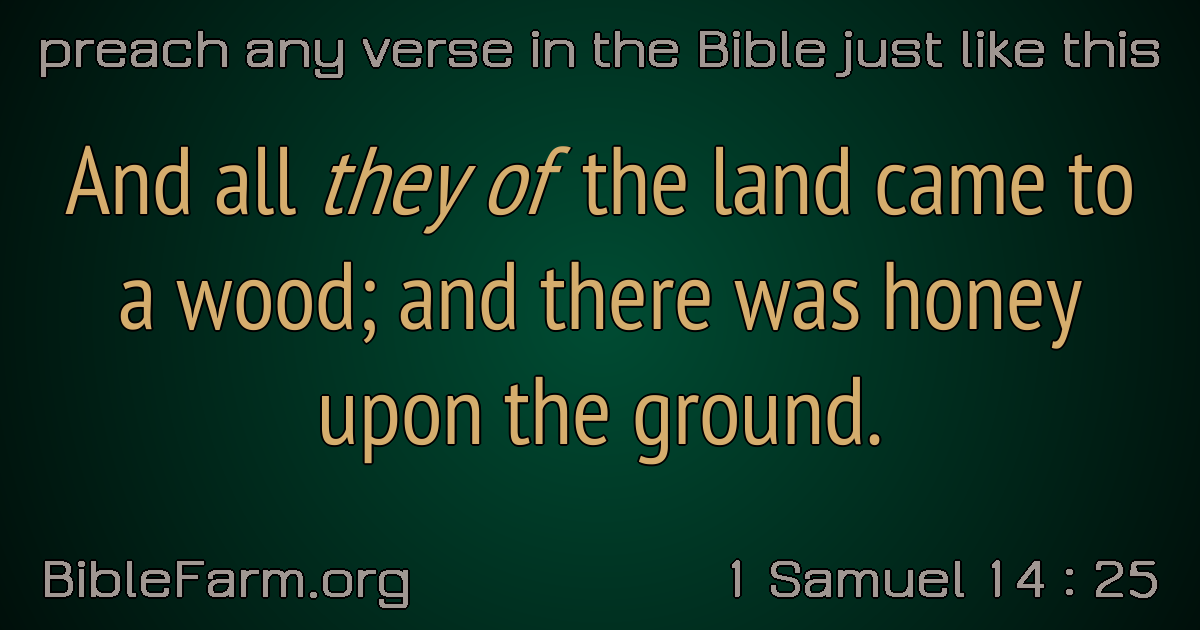 preach any verse in the Bible just like this
And all they of the land came to
a wood; and there was honey
upon the ground.
BibleFarm.org
1 Samuel 14 : 25